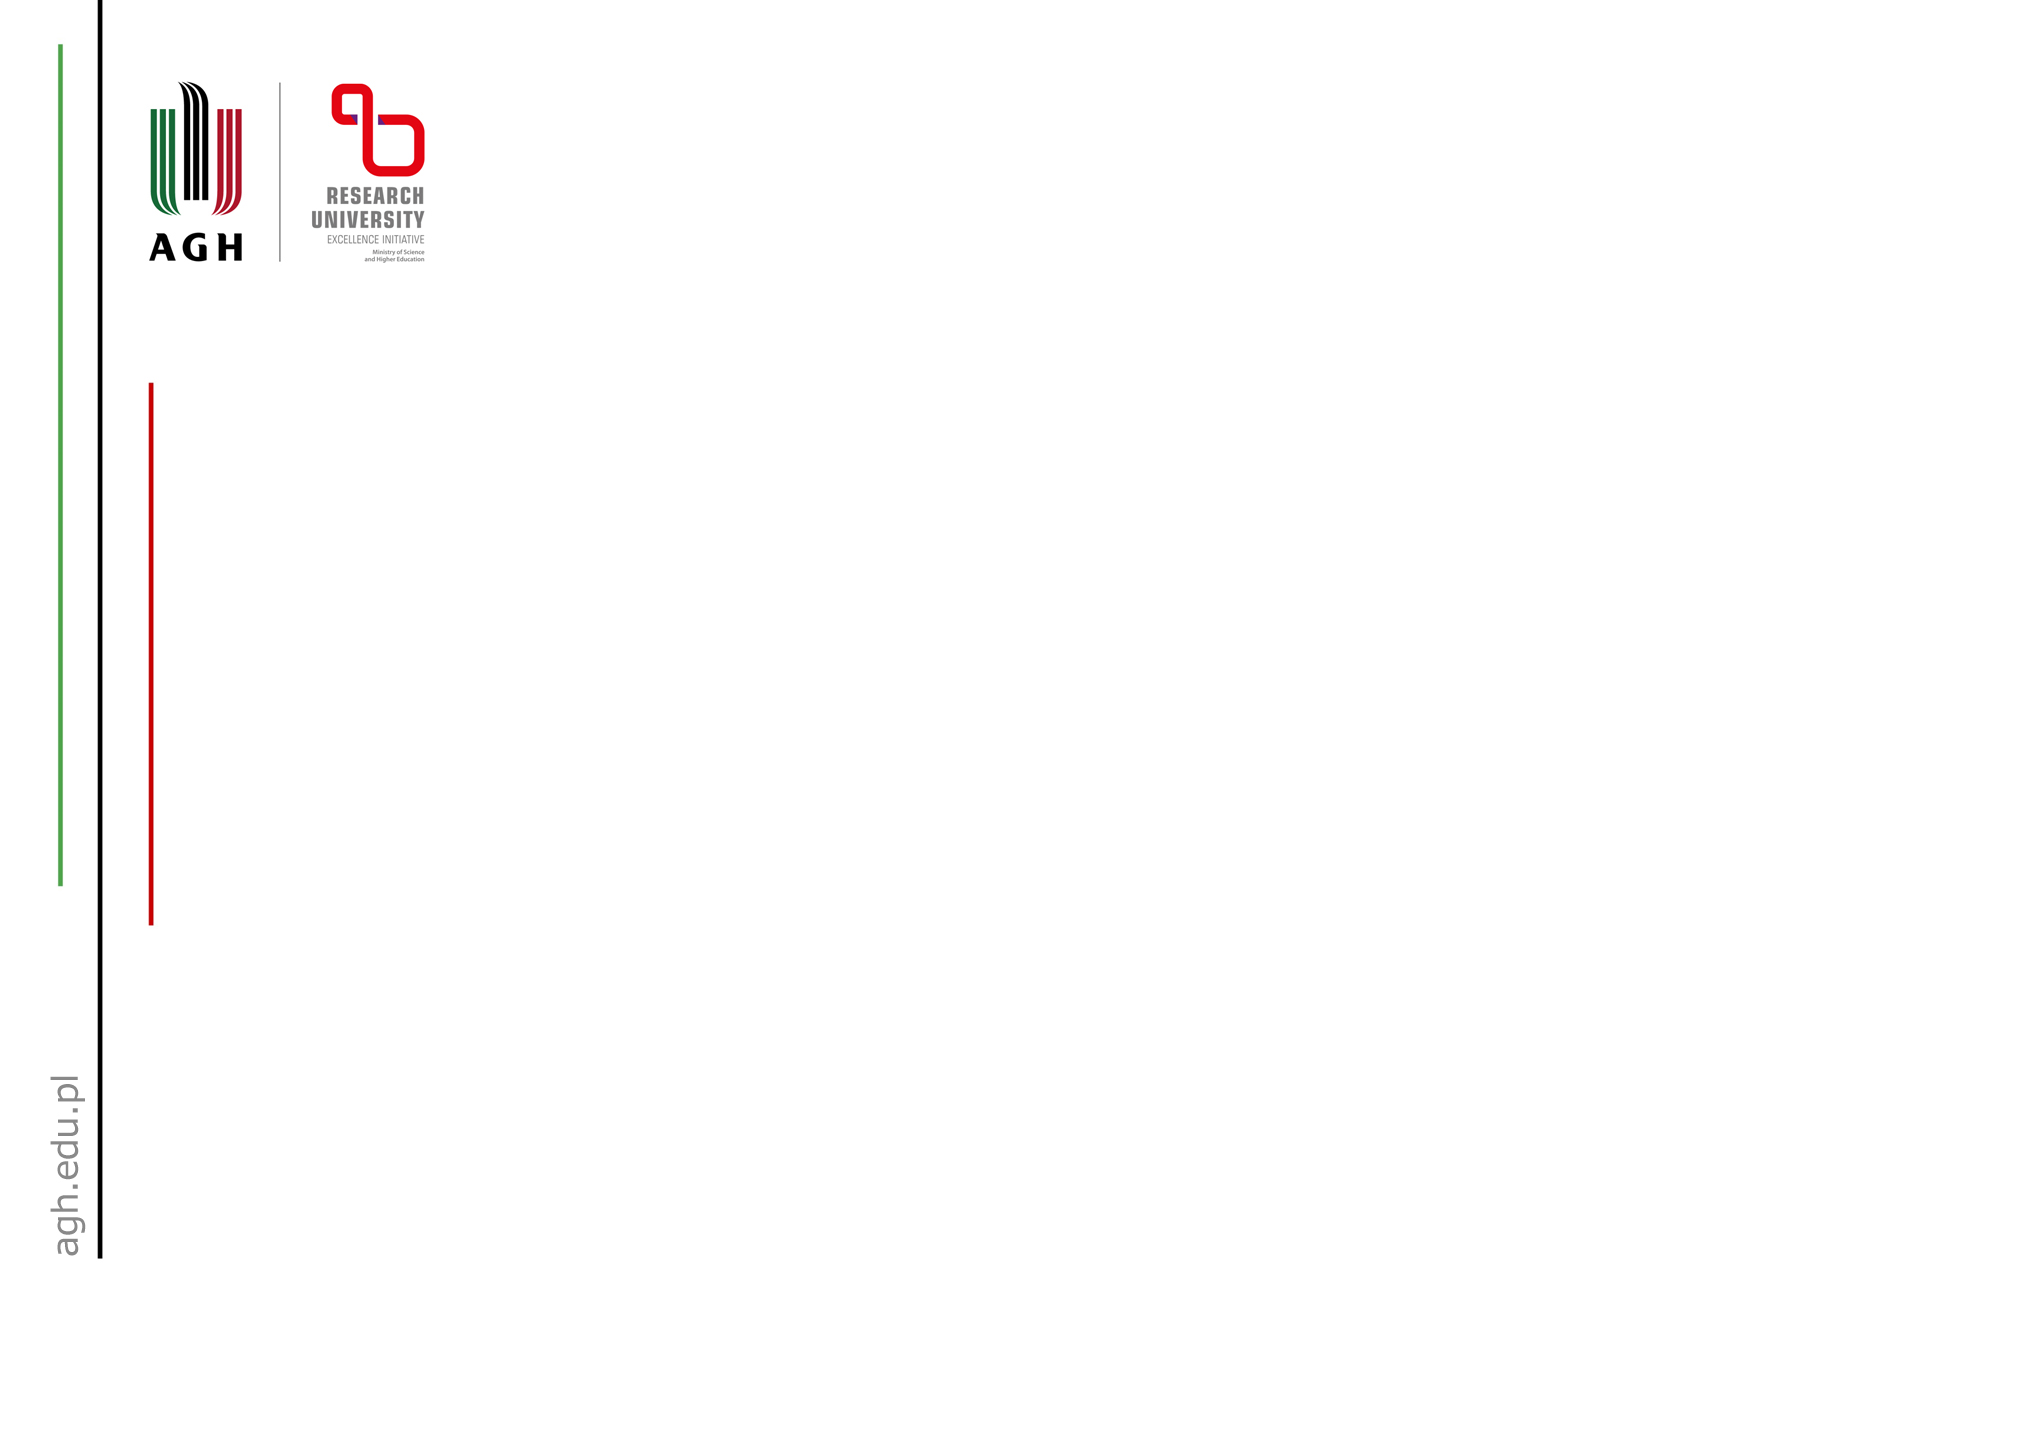 AGH
RESEARCH
UNIVERSITY
EXCELLENCE INITIATIVE
Ministry of Science
and Higher Education
agh.edu.pl